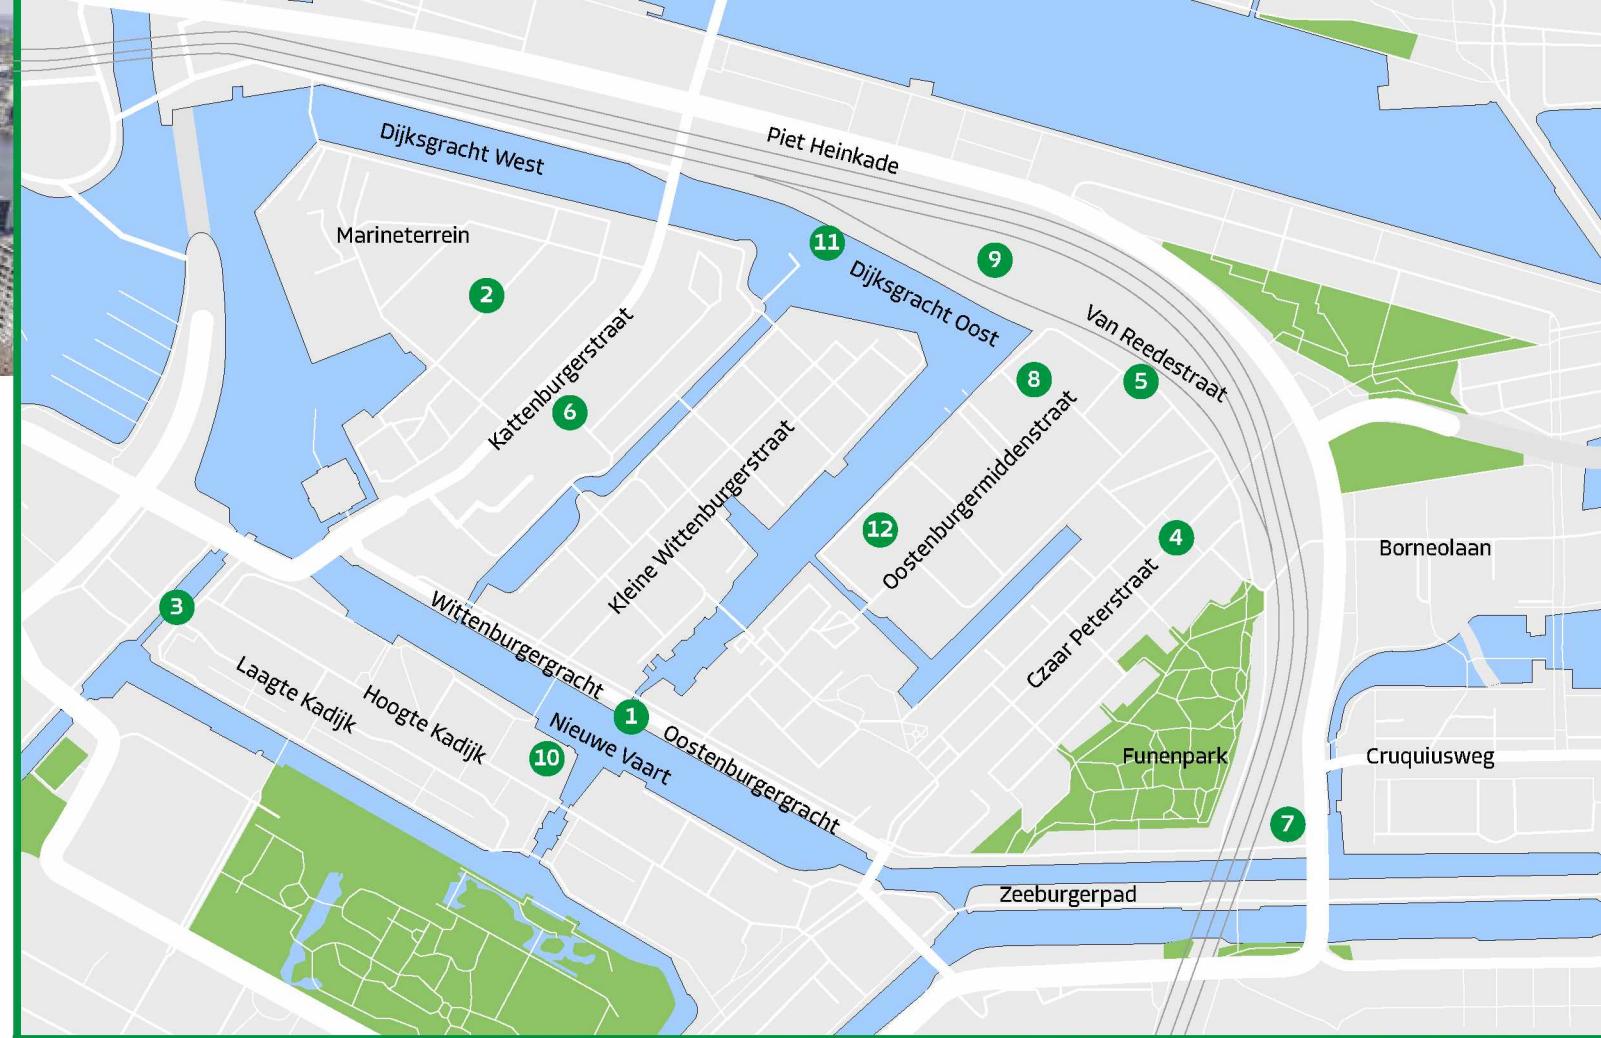 Dijksgracht West
Piet Heinkade
Marineterrein
11
9
2
Dijksgracht Oost
Van Reedestraat
Kattenburgerstraat
8
5
6
Kleine Wittenburgerstraat
Oostenburgermiddenstraat
12
4
Borneolaan
3
Wittenburgergracht
Czaar Peterstraat
Laagte Kadijk
Hoogte Kadijk
1
Nieuwe Vaart
Oostenburgergracht
10
Funenpark
Cruquiusweg
7
Zeeburgerpad